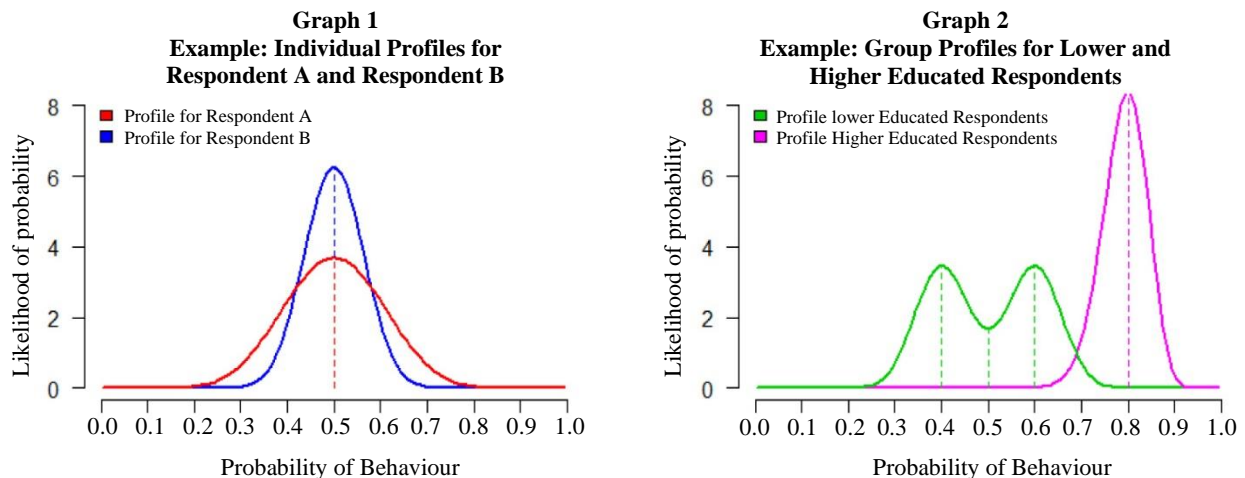 Graph 1
Example: Individual Profiles for
Respondent A and Respondent B
Profile for Respondent A
Profile for Respondent B
Likelihood of probability
8
6
4
2
0
0.0 0.1 0.2 0.3 0.4 0.5 0.6 0.7 0.8 0.9 1.0
Probability of Behaviour
Graph 2
Example: Group Profiles for Lower and
Higher Educated Respondents
Profile lower Educated Respondents
Profile Higher Educated Respondents
Likelihood of probability
8
6
4
2
0
0.0 0.1 0.2 0.3 0.4 0.5 0.6 0.7 0.8 0.9 1.0
Probability of Behaviour